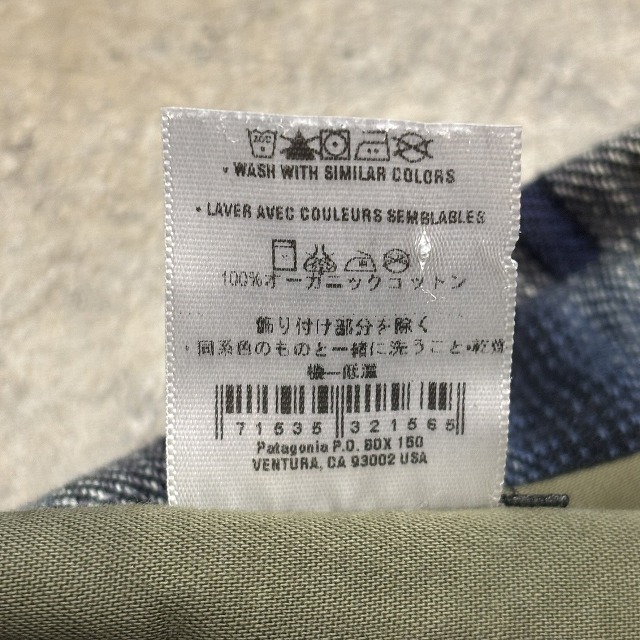 • WASH WITH SIMILAR COLORS
• LAVER AVEC COULEURS SEMBLABLES
100%オーガニックコットン
飾り付け部分を除く
・同系色のものと一緒に洗うこと・乾燥
機一低温
71535 321565
Patagonia P.O. BOX 150
VENTURA, CA 93002 USA